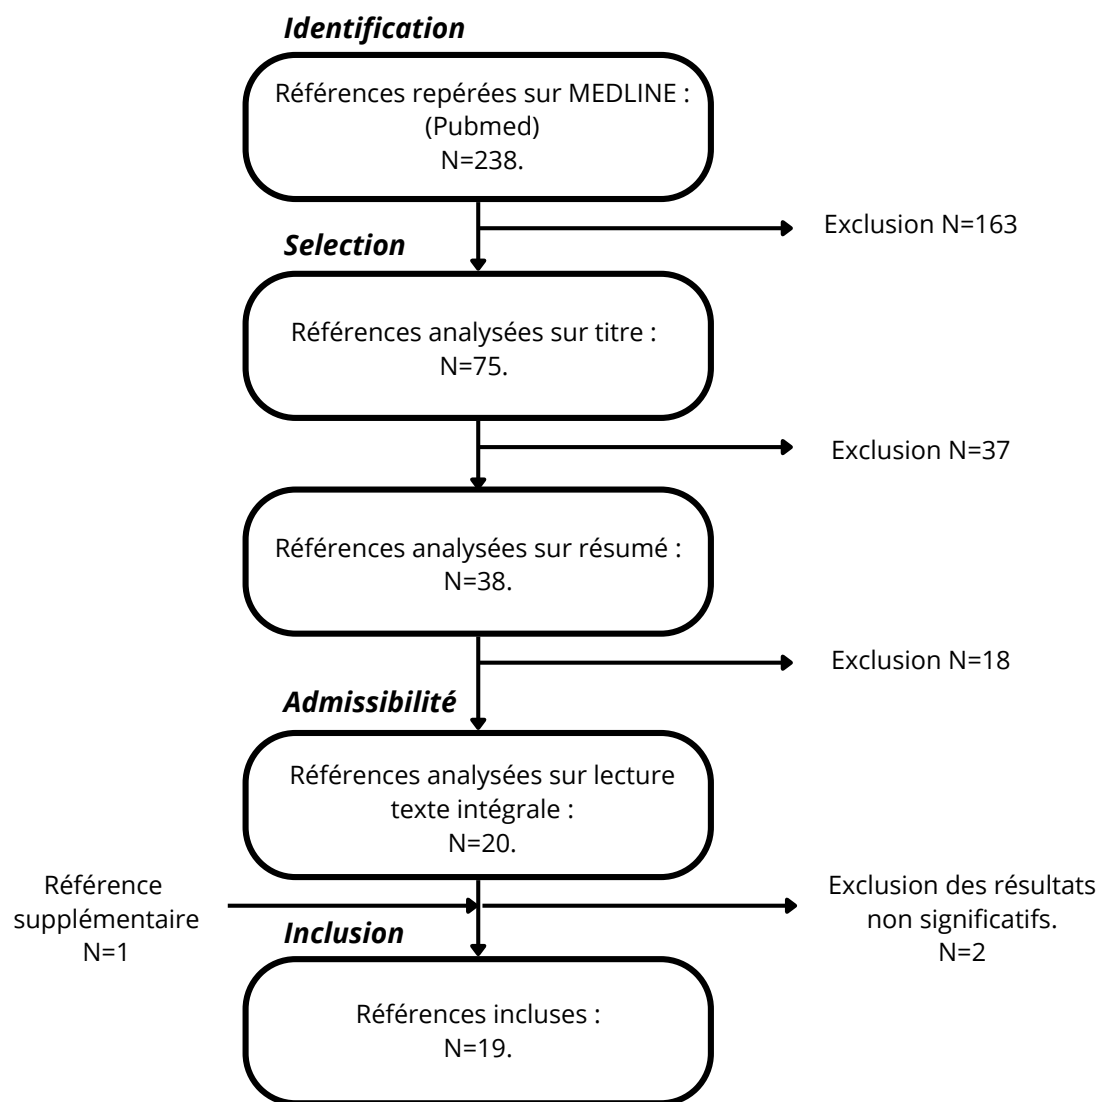 Identification
Références repérées sur MEDLINE :
(Pubmed)
N=238.
Exclusion N=163
Selection
Références analysées sur titre :
N=75.
Exclusion N=37
Références analysées sur résumé :
N=38.
Exclusion N=18
Admissibilité
Références analysées sur lecture
texte intégrale :
N=20.
Référence
supplémentaire
N=1
Exclusion des résultats
non significatifs.
N=2
Inclusion
Références incluses :
N=19.